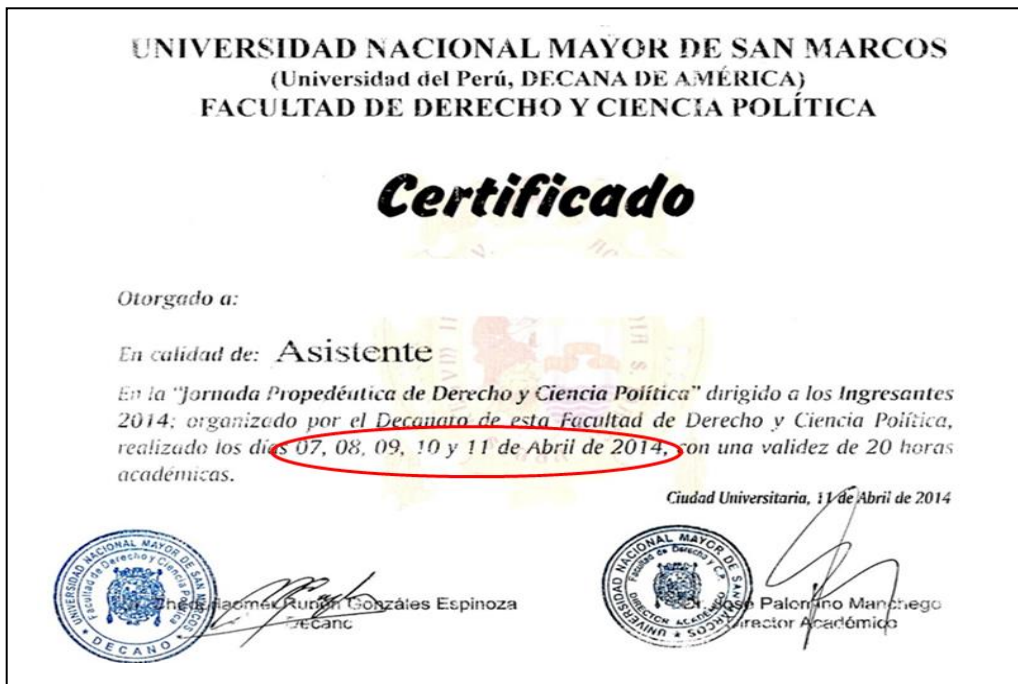 UNIVERSIDAD NACIONAL MAYOR DE SAN MARCOS
(Universidad del Perú, DECANA DE AMÉRICA)
FACULTAD DE DERECHO Y CIENCIA POLÍTICA
Certificado
Otorgado a:
En calidad de: Asistente
En la "Jornada Propedéutica de Derecho y Ciencia Política" dirigido a los Ingresantes
2014; organizado por el Decanato de esta Facultad de Derecho y Ciencia Política,
realizado los días 07, 08, 09, 10 y 11 de Abril de 2014, con una validez de 20 horas
académicas.
Ciudad Universitaria, 11 de Abril de 2014
UNIVERSIDAD NACIONAL MAYOR DE SAN MARCOS
Facultad de Derecho y Ciencia Política
DECANO
Gonzáles Espinoza
Decano
UNIVERSIDAD NACIONAL MAYOR DE SAN MARCOS
Facultad de Derecho y C.P.
DIRECTOR ACADÉMICO
Dr. José Palomino Manchego
Director Académico